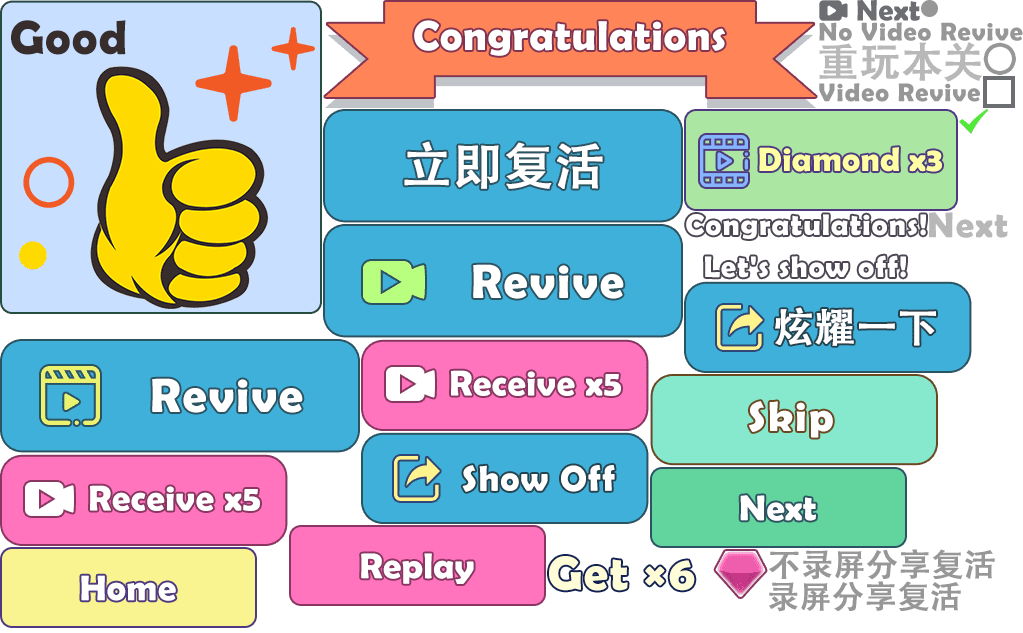 Good
Congratulations
Next
No Video Revive
重玩本关
Video Revive
立即复活
Diamond x3
Congratulations!
Next
Let's show off!
Revive
炫耀一下
Revive
Receive x5
Skip
Receive x5
Show Off
Next
Home
Replay
Get ×6
不录屏分享复活
录屏分享复活